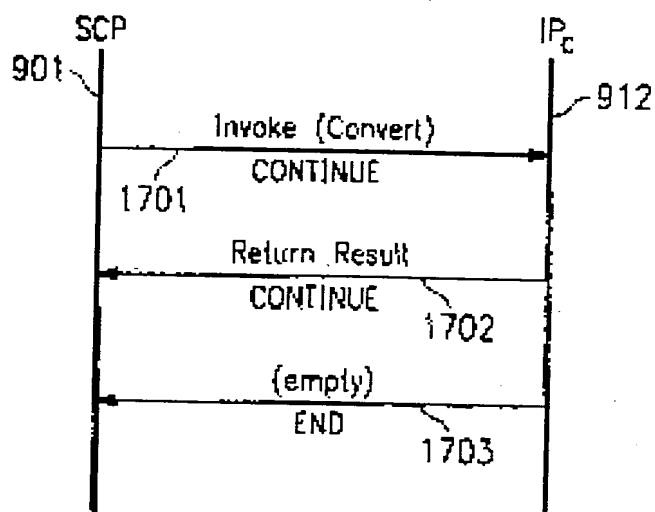 SCP
IPc
901
912
Invoke (Convert)
CONTINUE
1701
Return Result
CONTINUE
1702
(empty)
END
1703